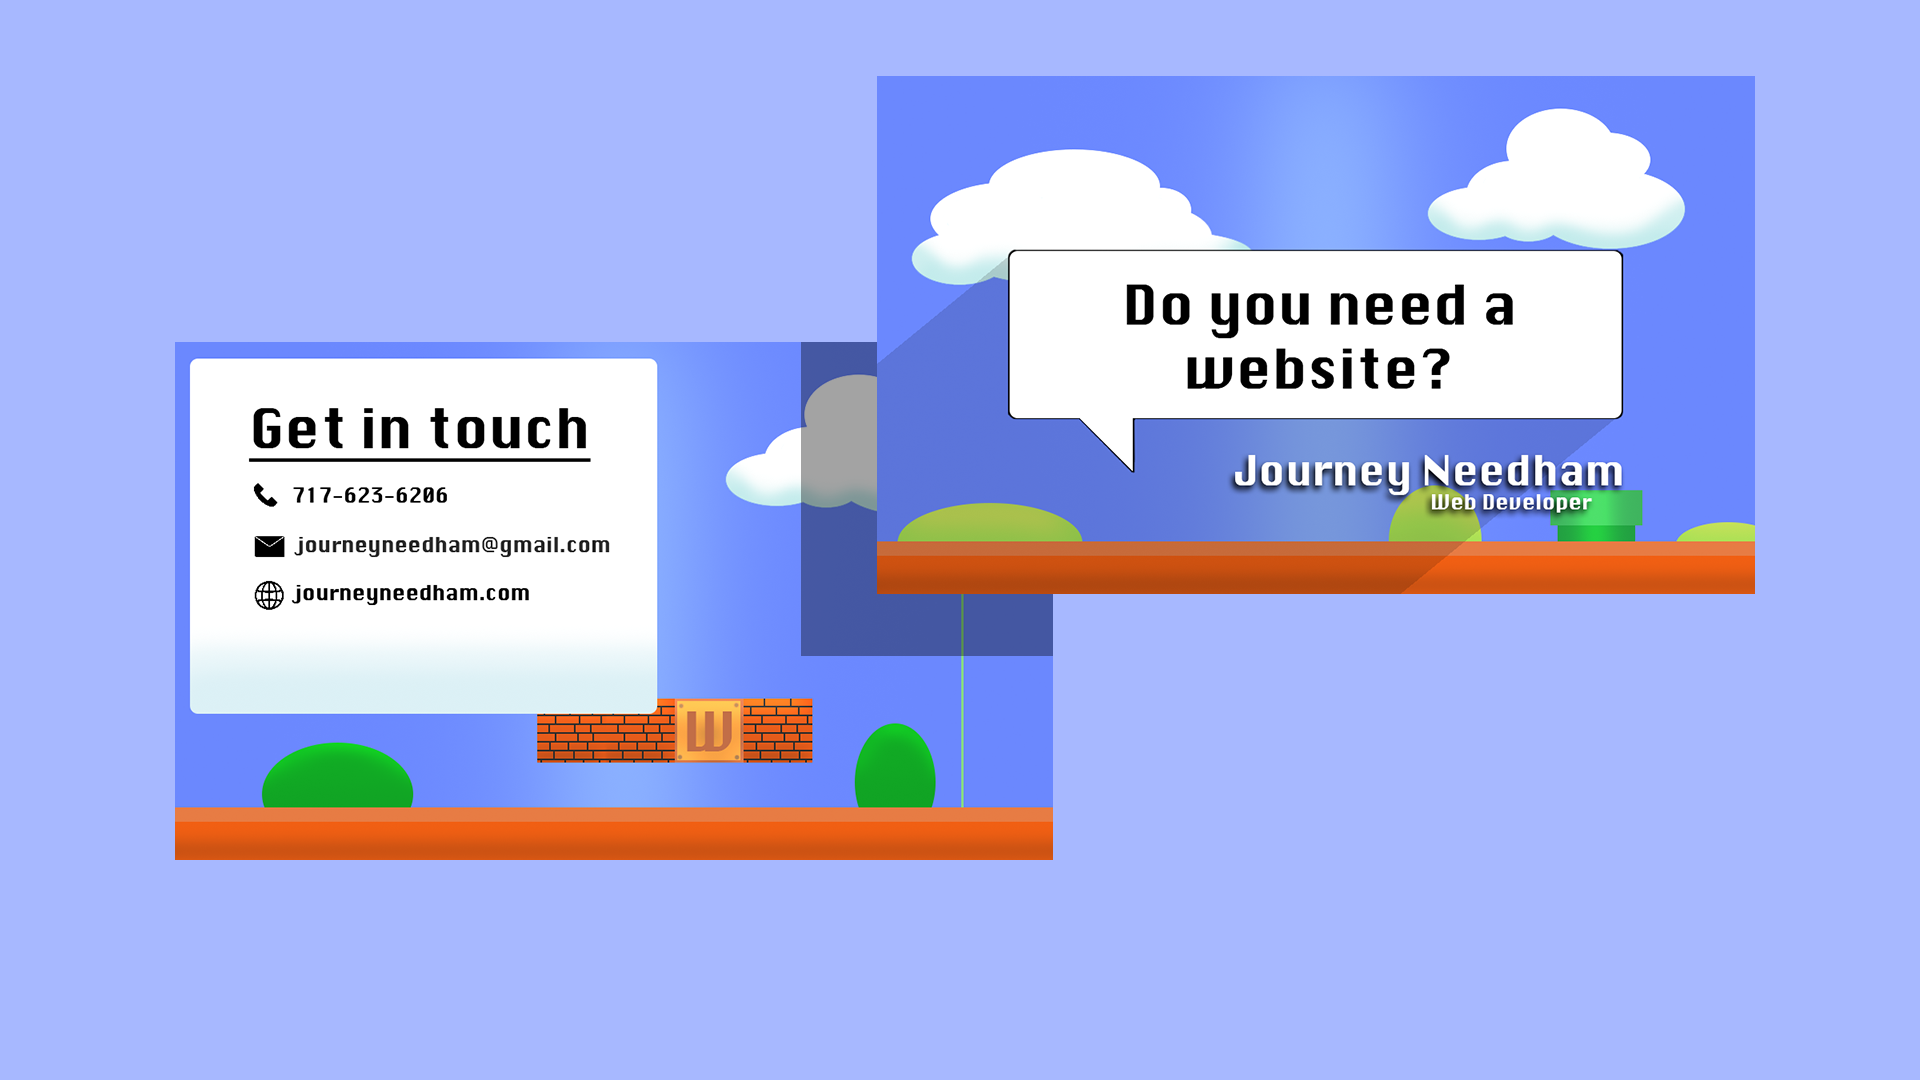 Do you need a
website?
Journey Needham
Web Developer
Get in touch
717-623-6206
journeyneedham@gmail.com
journeyneedham.com
W